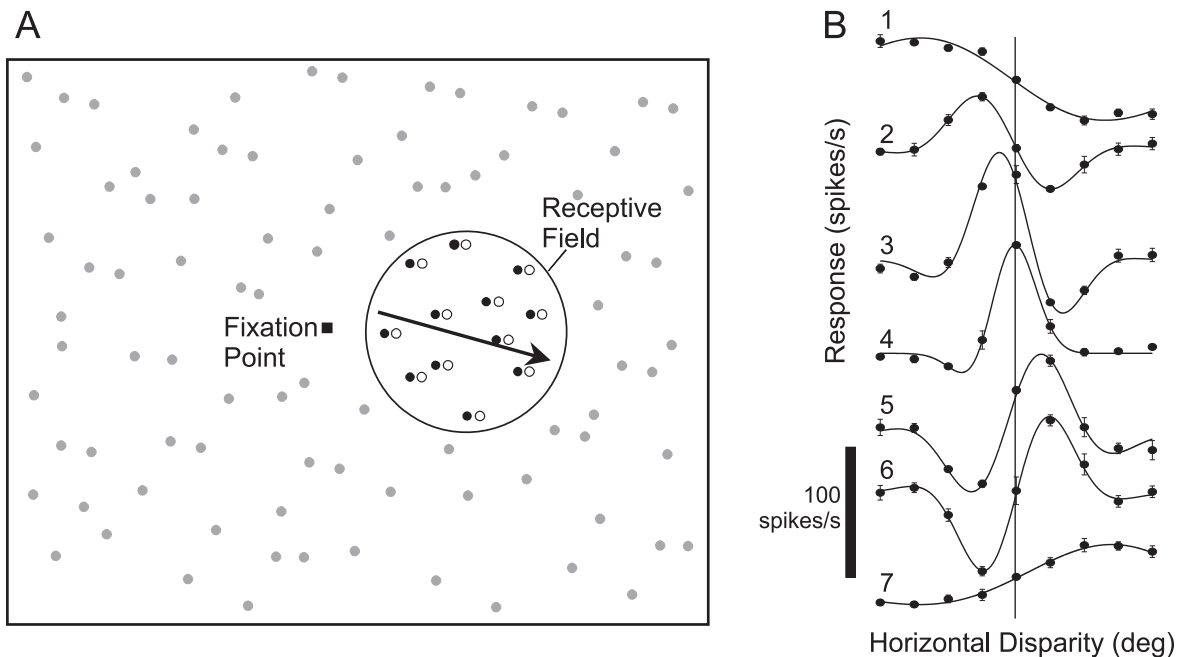 A
Receptive
Field
Fixation
Point
B
Response (spikes/s)
1
2
3
4
5
6
7
100
spikes/s
Horizontal Disparity (deg)